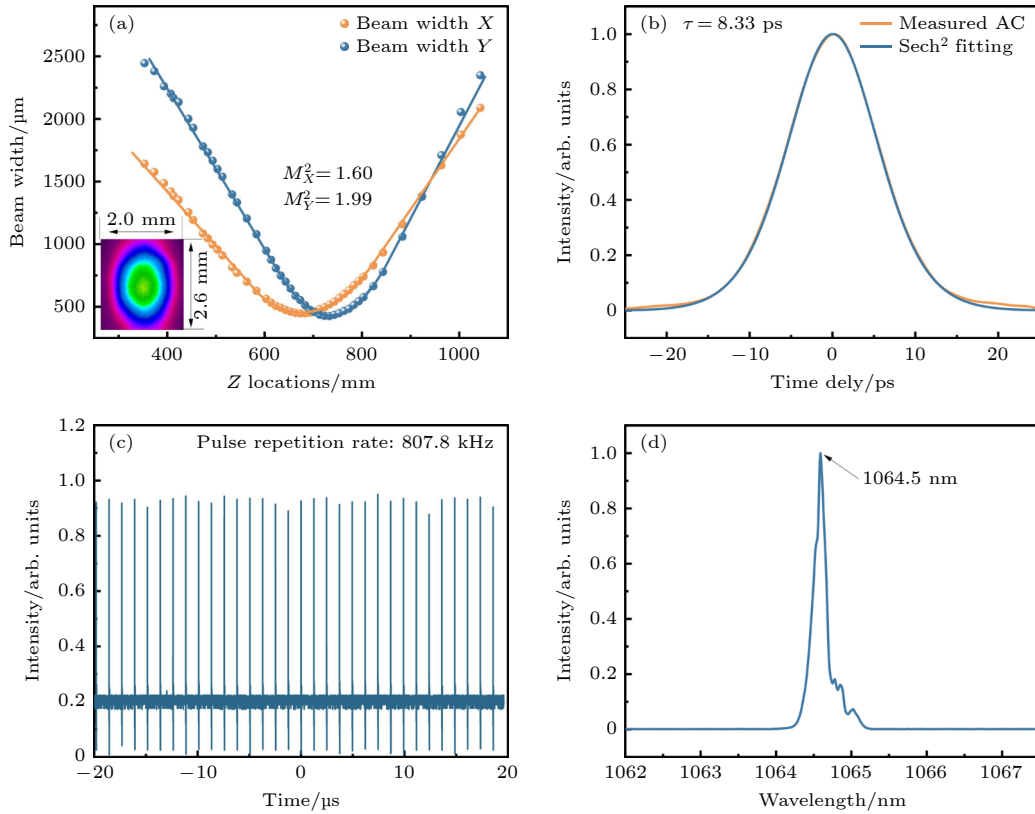 (a)
Beam width X
Beam width Y
2500
2000
1500
1000
500
Beam width/µm
M²X = 1.60
M²Y = 1.99
2.0 mm
2.6 mm
400
600
800
1000
Z locations/mm
(b)
τ = 8.33 ps
Measured AC
Sech² fitting
1.0
0.8
0.6
0.4
0.2
0
Intensity/arb. units
−20
−10
0
10
20
Time dely/ps
(c)
Pulse repetition rate: 807.8 kHz
1.2
1.0
0.8
0.6
0.4
0.2
0
Intensity/arb. units
−20
−10
0
10
20
Time/µs
(d)
1064.5 nm
1.0
0.8
0.6
0.4
0.2
0
Intensity/arb. units
1062
1063
1064
1065
1066
1067
Wavelength/nm